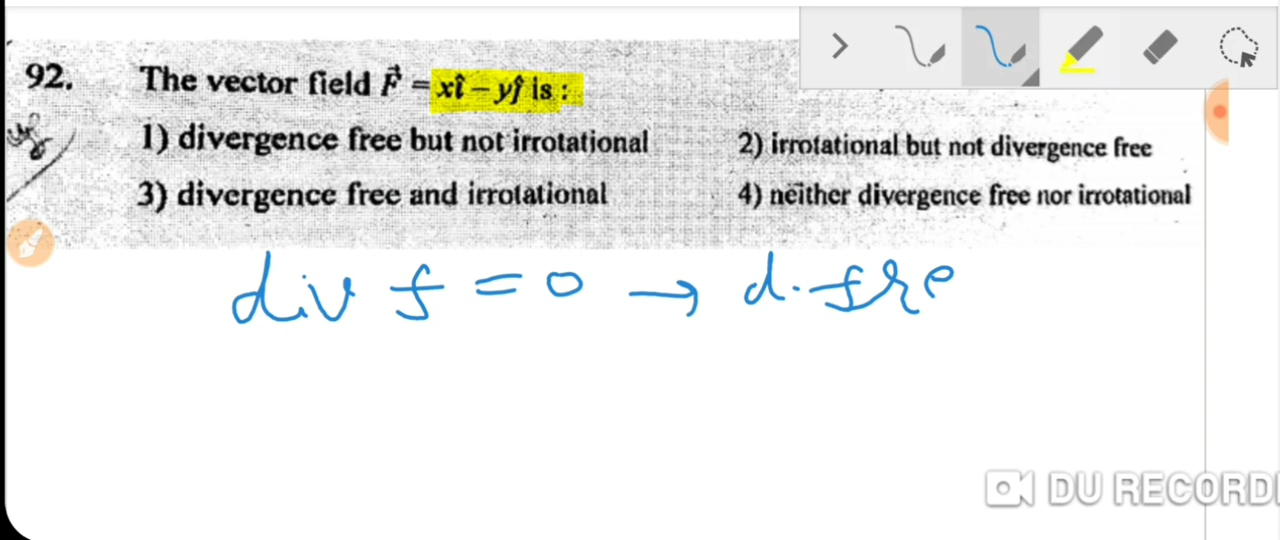 92. The vector field F⃗ = xî – yĵ is :
1) divergence free but not irrotational 2) irrotational but not divergence free
3) divergence free and irrotational 4) neither divergence free nor irrotational
div f = 0 → d. fre
DU RECORD